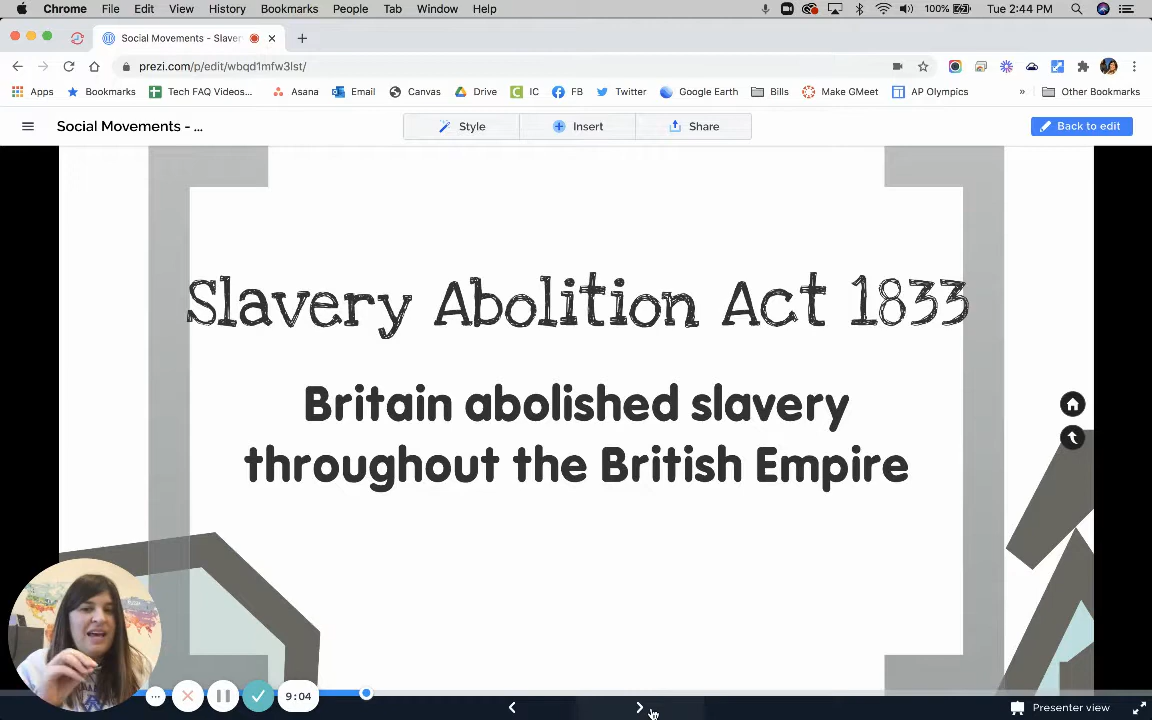 Chrome File Edit View History Bookmarks People Tab Window Help 100% Tue 2:44 PM
Social Movements - Slaver
prezi.com/p/edit/wbqd1mfw3lst/
Apps Bookmarks Tech FAQ Videos... Asana Email Canvas Drive IC FB Twitter Google Earth Bills Make GMeet AP Olympics » Other Bookmarks
Social Movements - ... Style Insert Share Back to edit
Slavery Abolition Act 1833
Britain abolished slavery
throughout the British Empire
9:04
Presenter view